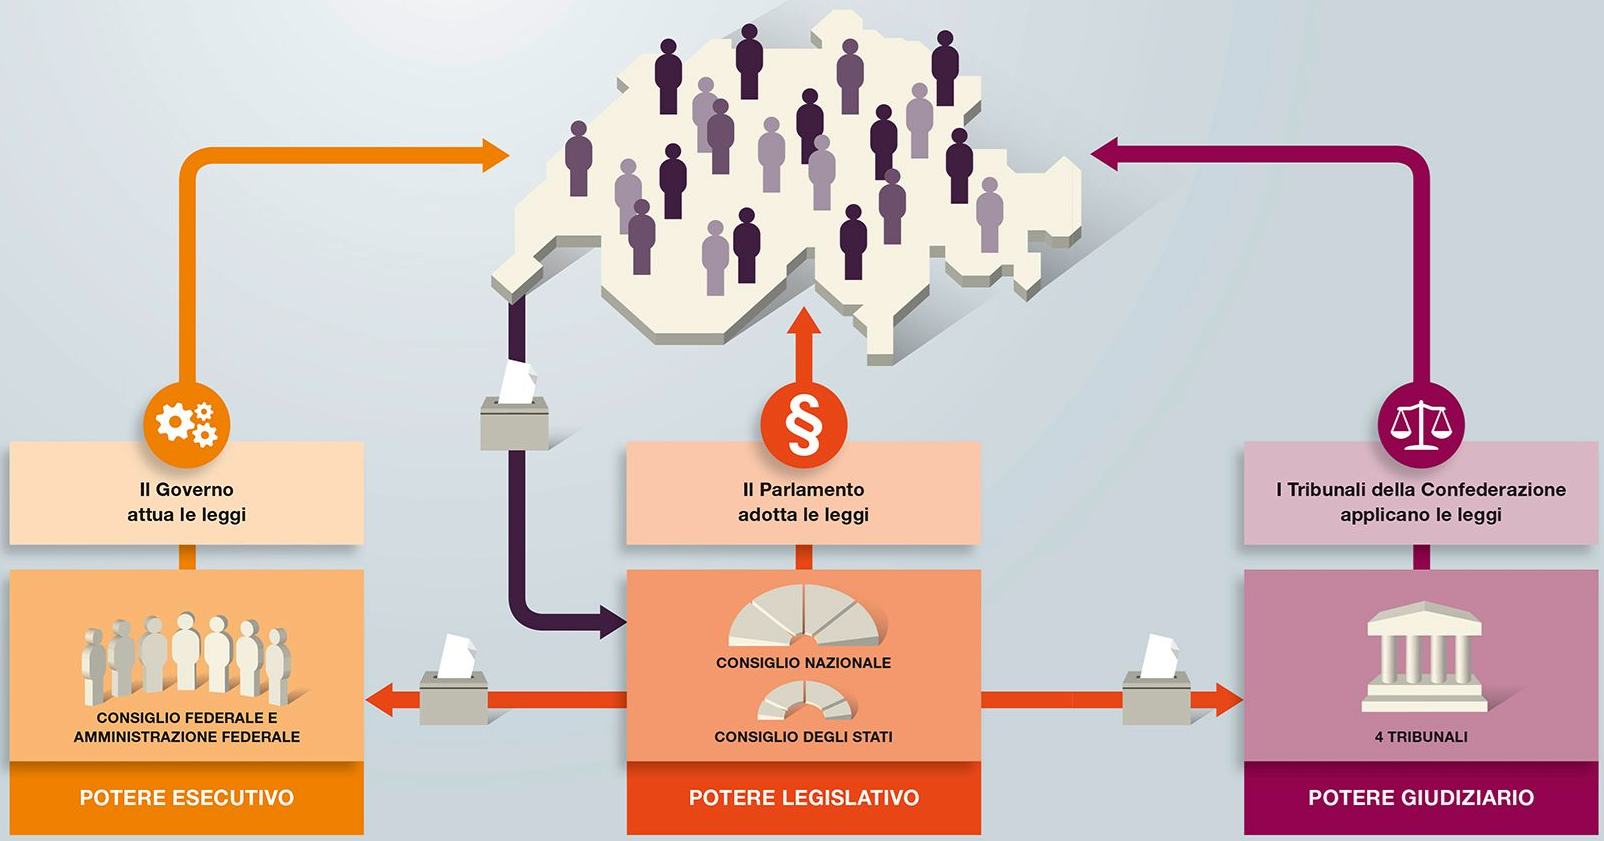 Il Governo
attua le leggi
CONSIGLIO FEDERALE E
AMMINISTRAZIONE FEDERALE
POTERE ESECUTIVO
§
Il Parlamento
adotta le leggi
CONSIGLIO NAZIONALE
CONSIGLIO DEGLI STATI
POTERE LEGISLATIVO
I Tribunali della Confederazione
applicano le leggi
4 TRIBUNALI
POTERE GIUDIZIARIO